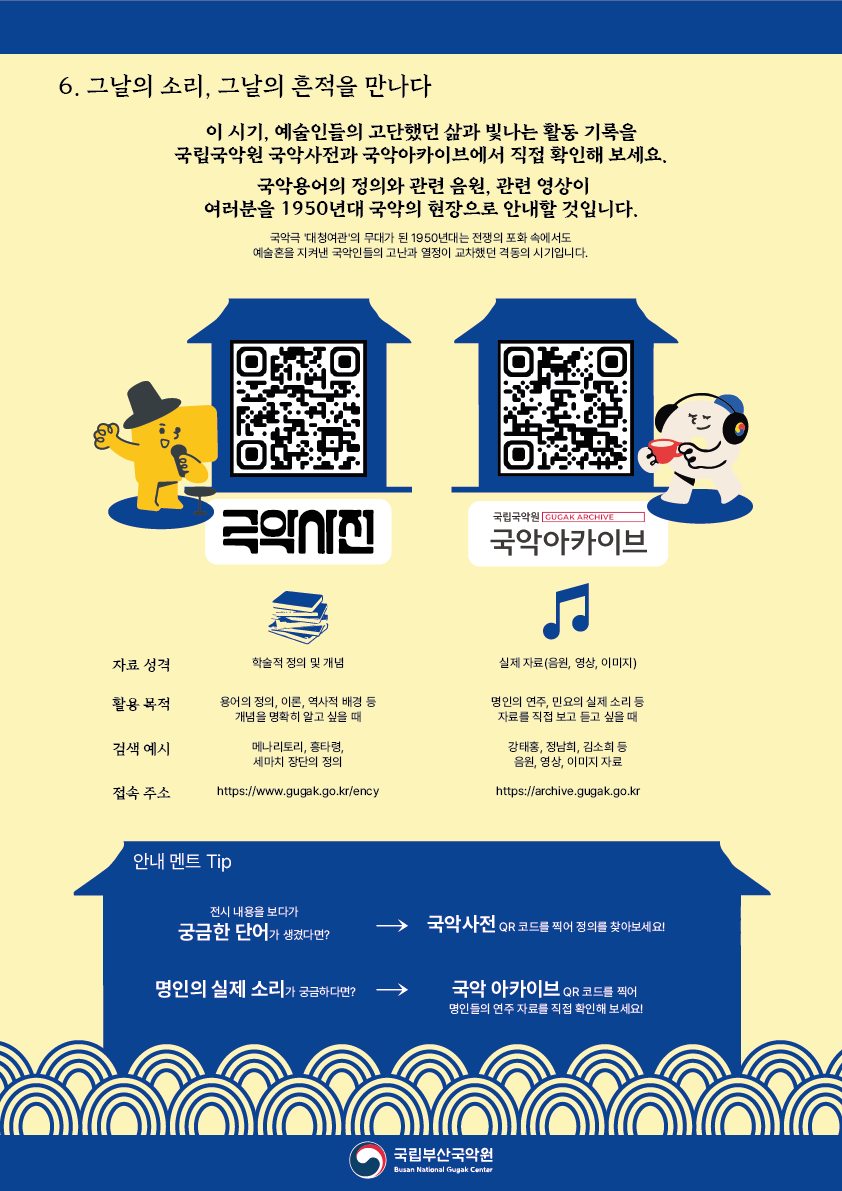 6. 그날의 소리, 그날의 흔적을 만나다
이 시기, 예술인들의 고단했던 삶과 빛나는 활동 기록을
국립국악원 국악사전과 국악아카이브에서 직접 확인해 보세요.
국악용어의 정의와 관련 음원, 관련 영상이
여러분을 1950년대 국악의 현장으로 안내할 것입니다.
국악극 '대청여관'의 무대가 된 1950년대는 전쟁의 포화 속에서도
예술혼을 지켜낸 국악인들의 고난과 열정이 교차했던 격동의 시기입니다.
국악사전
국립국악원 GUGAK ARCHIVE
국악아카이브
자료 성격
학술적 정의 및 개념
실제 자료(음원, 영상, 이미지)
활용 목적
용어의 정의, 이론, 역사적 배경 등
개념을 명확히 알고 싶을 때
명인의 연주, 민요의 실제 소리 등
자료를 직접 보고 듣고 싶을 때
검색 예시
메나리토리, 흥타령,
세마치 장단의 정의
강태홍, 정남희, 김소희 등
음원, 영상, 이미지 자료
접속 주소
https://www.gugak.go.kr/ency
https://archive.gugak.go.kr
안내 멘트 Tip
전시 내용을 보다가
궁금한 단어가 생겼다면?
→ 국악사전 QR 코드를 찍어 정의를 찾아보세요!
명인의 실제 소리가 궁금하다면?
→ 국악 아카이브 QR 코드를 찍어
명인들의 연주 자료를 직접 확인해 보세요!
국립부산국악원
Busan National Gugak Center